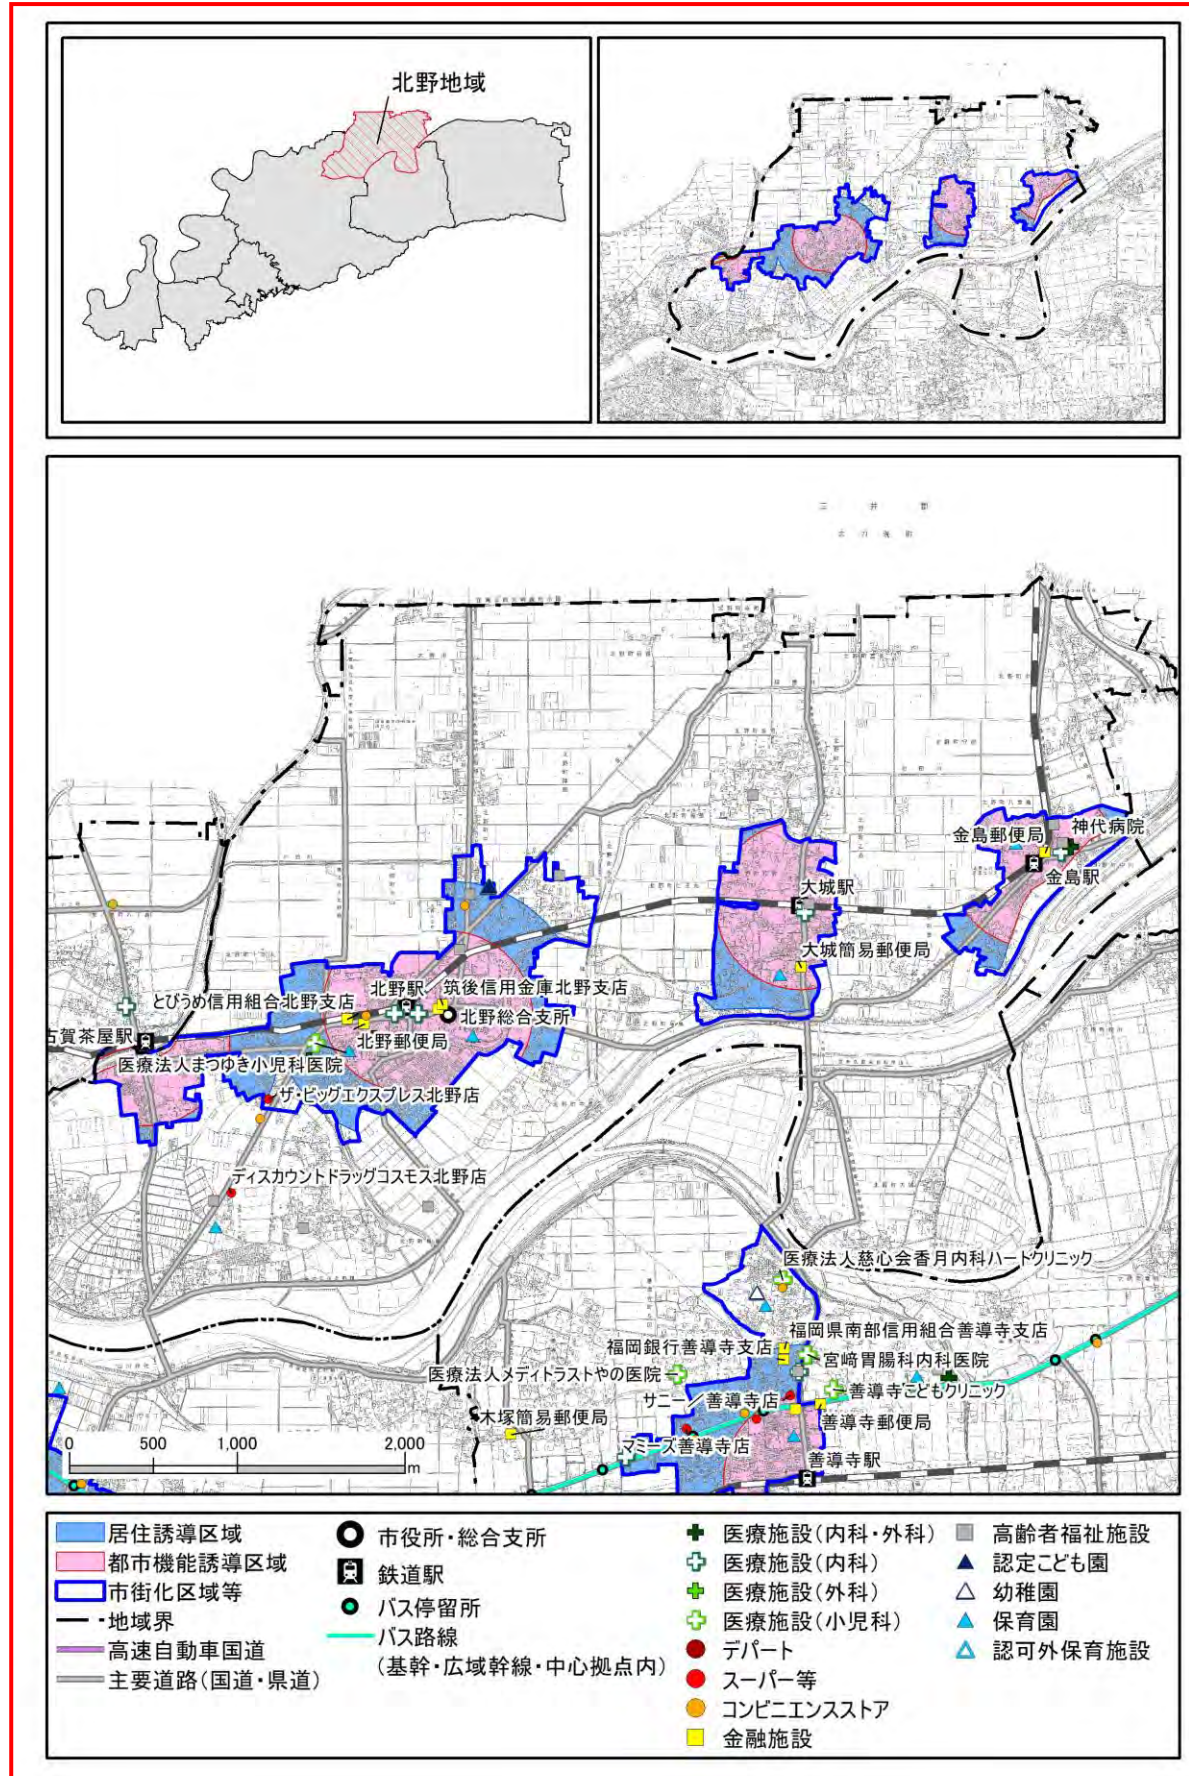 北野地域
三井郡
大刀洗町
神代病院
金島郵便局
金島駅
大城駅
大城簡易郵便局
北野駅
筑後信用金庫北野支店
とびうめ信用組合北野支店
北野総合支所
古賀茶屋駅
北野郵便局
医療法人まつゆき小児科医院
ザ・ビッグエクスプレス北野店
ディスカウントドラッグコスモス北野店
医療法人慈心会香月内科ハートクリニック
福岡県南部信用組合善導寺支店
福岡銀行善導寺支店
宮﨑胃腸科内科医院
医療法人メディトラストやの医院
善導寺こどもクリニック
サニー/善導寺店
木塚簡易郵便局
善導寺郵便局
マミーズ善導寺店
善導寺駅
0 500 1,000 2,000
m
居住誘導区域
都市機能誘導区域
市街化区域等
地域界
高速自動車国道
主要道路(国道・県道)
市役所・総合支所
鉄道駅
バス停留所
バス路線
(基幹・広域幹線・中心拠点内)
医療施設(内科・外科)
医療施設(内科)
医療施設(外科)
医療施設(小児科)
デパート
スーパー等
コンビニエンスストア
金融施設
高齢者福祉施設
認定こども園
幼稚園
保育園
認可外保育施設